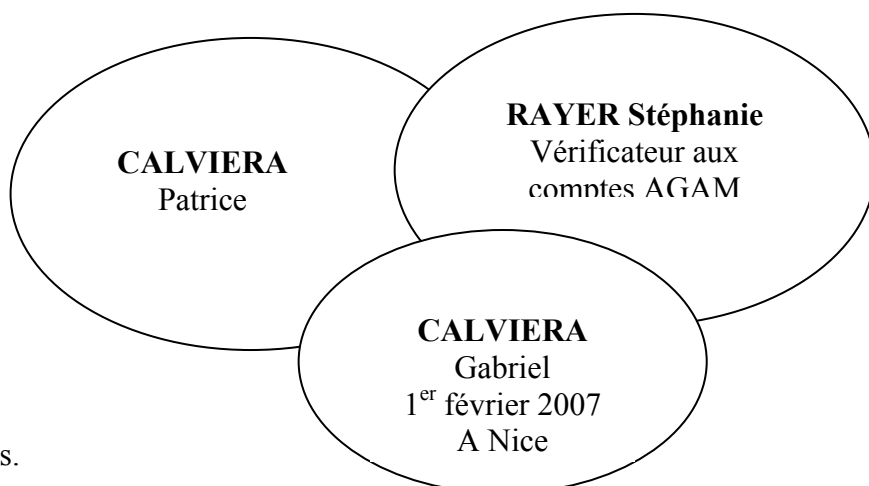 CALVIERA
Patrice
RAYER Stéphanie
Vérificateur aux
comptes AGAM
CALVIERA
Gabriel
1er février 2007
A Nice
s.